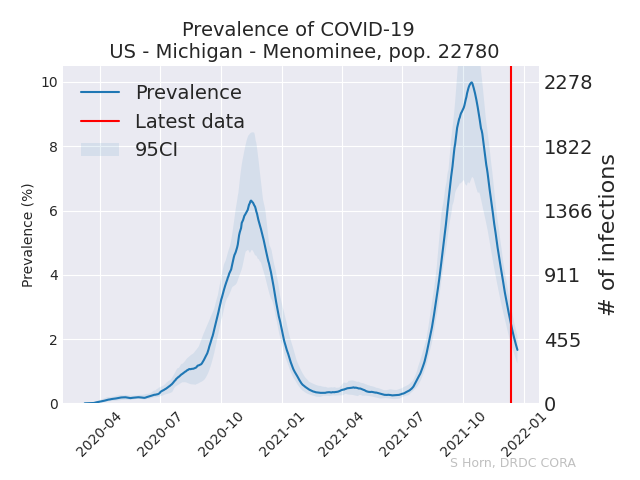 Prevalence of COVID-19
US - Michigan - Menominee, pop. 22780
Prevalence
Latest data
95CI
Prevalence (%)
10
8
6
4
2
0
2278
1822
1366
911
455
0
# of infections
2020-04
2020-07
2020-10
2021-01
2021-04
2021-07
2021-10
2022-01
S Horn, DRDC CORA